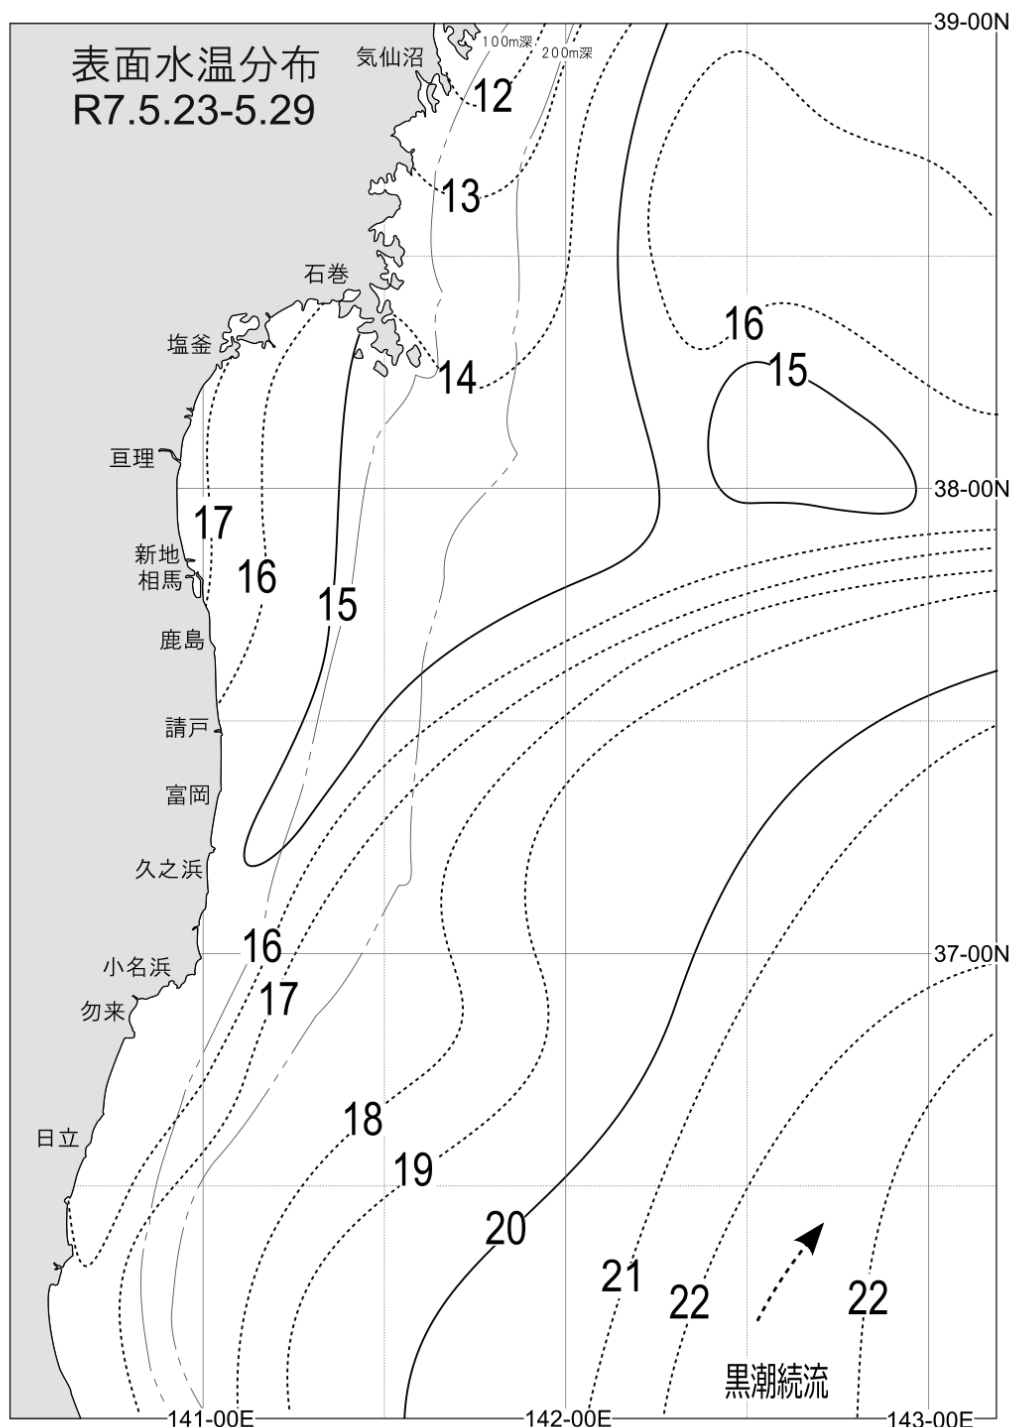 表面水温分布
R7.5.23-5.29
39-00N
100m深
200m深
気仙沼
12
13
石巻
16
塩釜
15
14
亘理
38-00N
17
新地
16
相馬
15
鹿島
請戸
富岡
久之浜
16
37-00N
小名浜
17
勿来
18
日立
19
20
21
22
22
黒潮続流
141-00E
142-00E
143-00E